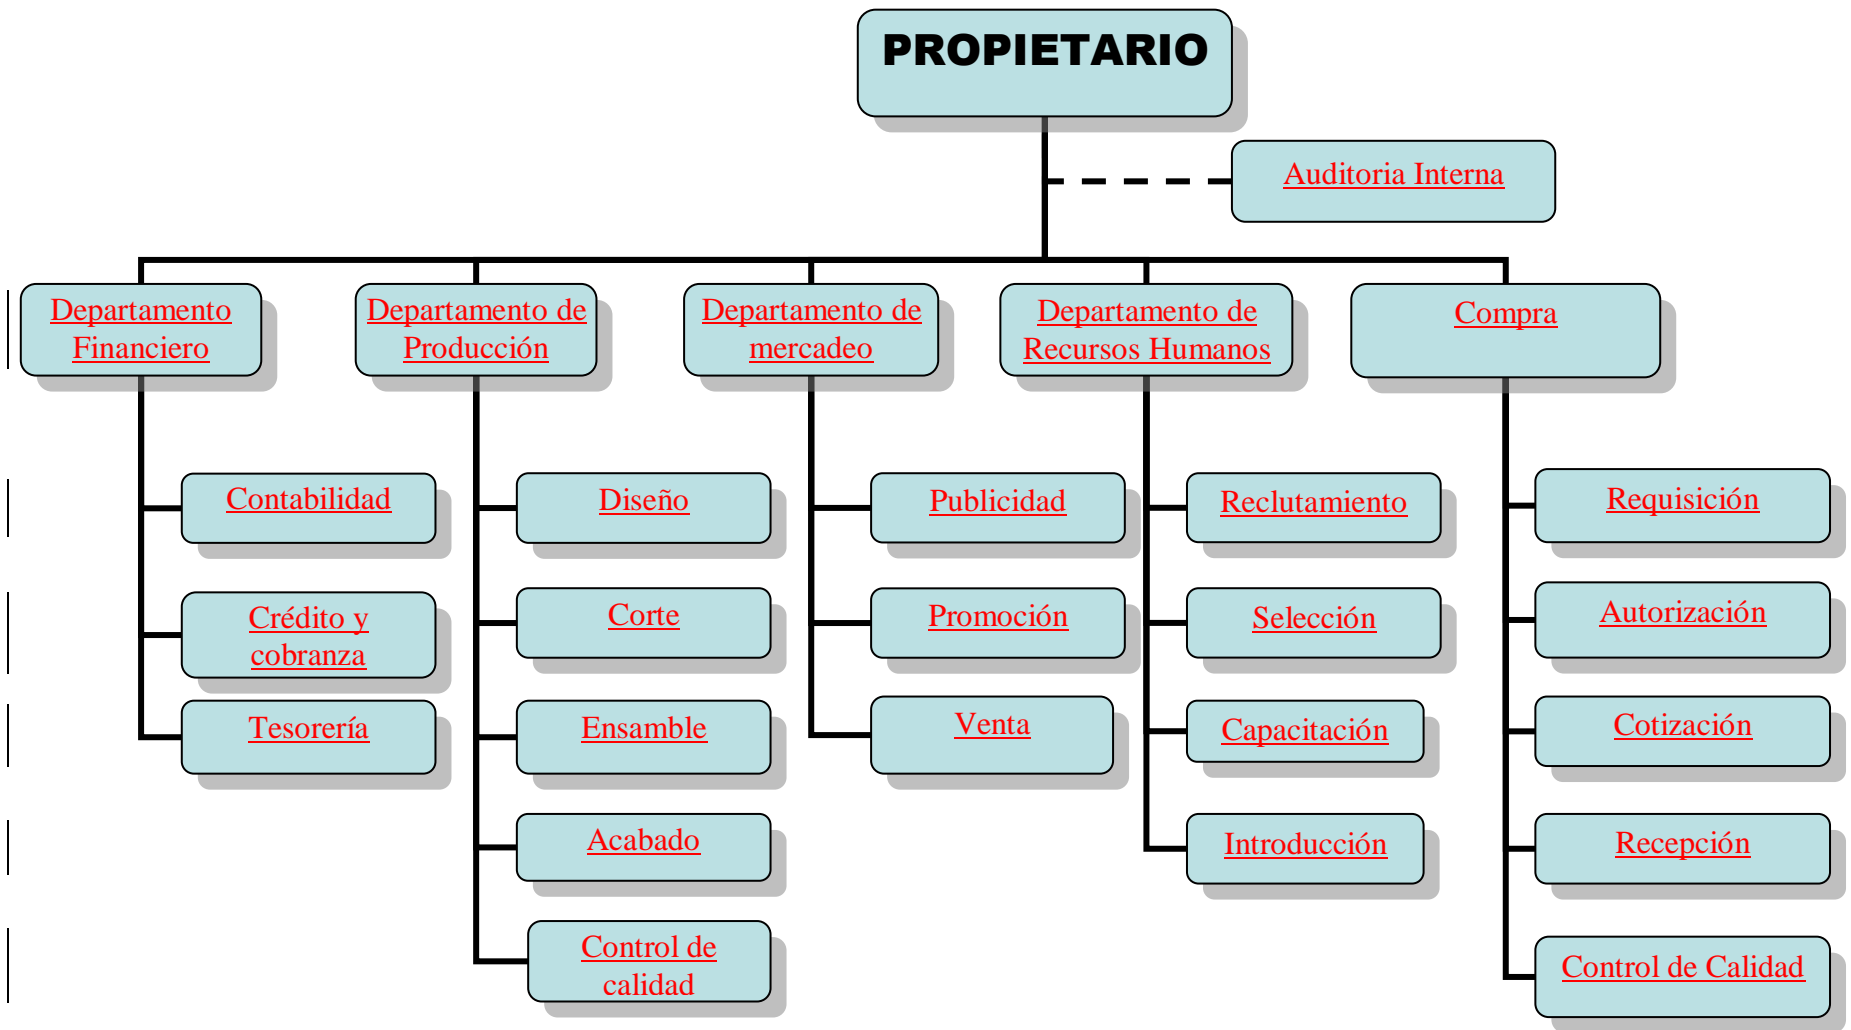 PROPIETARIO
Auditoria Interna
Departamento
Financiero
Departamento de
Producción
Departamento de
mercadeo
Departamento de
Recursos Humanos
Compra
Contabilidad
Crédito y
cobranza
Tesorería
Diseño
Corte
Ensamble
Acabado
Control de
calidad
Publicidad
Promoción
Venta
Reclutamiento
Selección
Capacitación
Introducción
Requisición
Autorización
Cotización
Recepción
Control de Calidad